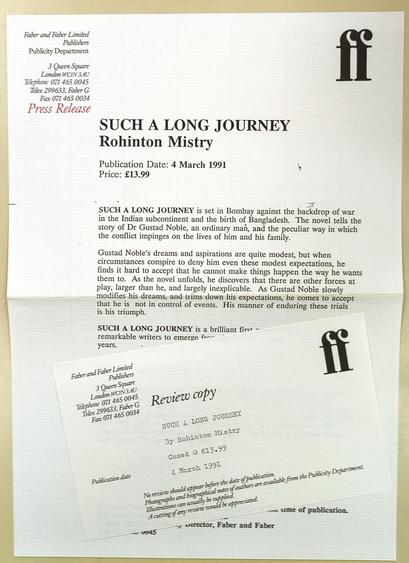 Faber and Faber Limited
Publishers
Publicity Department
3 Queen Square
London WC1N 3AU
Telephone 071 465 0045
Telex 299633, Faber G
Fax 071 465 0034
Press Release
ff
SUCH A LONG JOURNEY
Rohinton Mistry
Publication Date: 4 March 1991
Price: £13.99
SUCH A LONG JOURNEY is set in Bombay against the backdrop of war
in the Indian subcontinent and the birth of Bangladesh. The novel tells the
story of Dr Gustad Noble, an ordinary man, and the peculiar way in which
the conflict impinges on the lives of him and his family.
Gustad Noble's dreams and aspirations are quite modest, but when
circumstances conspire to deny him even these modest expectations, he
finds it hard to accept that he cannot make things happen the way he wants
them to. As the novel unfolds, he discovers that there are other forces at
play, larger than he, and largely inexplicable. As Gustad Noble slowly
modifies his dreams, and trims down his expectations, he comes to accept
that he is not in control of events. His manner of enduring these trials
is his triumph.
SUCH A LONG JOURNEY is a brilliant first
remarkable writers to emerge
years.
Faber and Faber Limited
Publishers
3 Queen Square
London WC1N 3AU
Telephone 071 465 0045
Telex 299633, Faber G
Fax 071 465 0034
ff
Review copy
SUCH A LONG JOURNEY
By Rohinton Mistry
Cased @ £13.99
Publication date
4 March 1991
No review should appear before the date of publication.
Photographs and biographical notes of authors are available from the Publicity Department.
Illustrations can usually be supplied.
A cutting of any review would be appreciated.
time of publication.
Director, Faber and Faber
0045